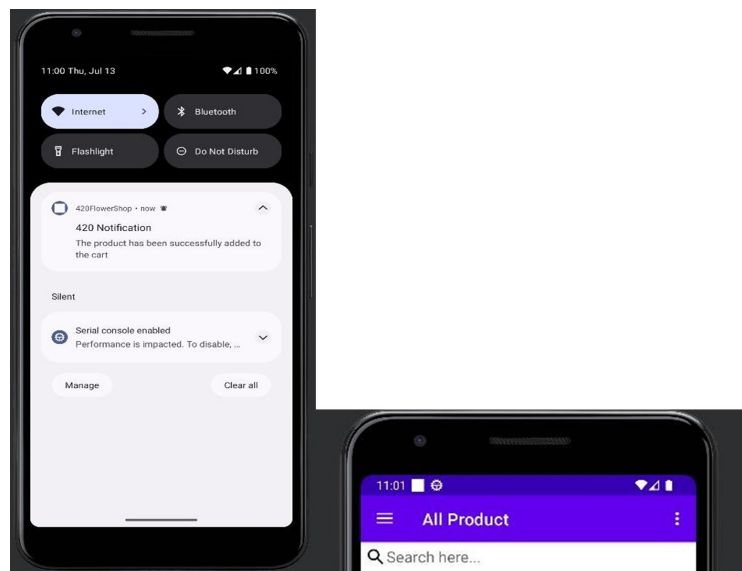 11:00 Thu, Jul 13 100%
Internet Bluetooth
Flashlight Do Not Disturb
420FlowerShop • now
420 Notification
The product has been successfully added to
the cart
Silent
Serial console enabled
Performance is impacted. To disable, ...
Manage Clear all
11:01
All Product
Search here...